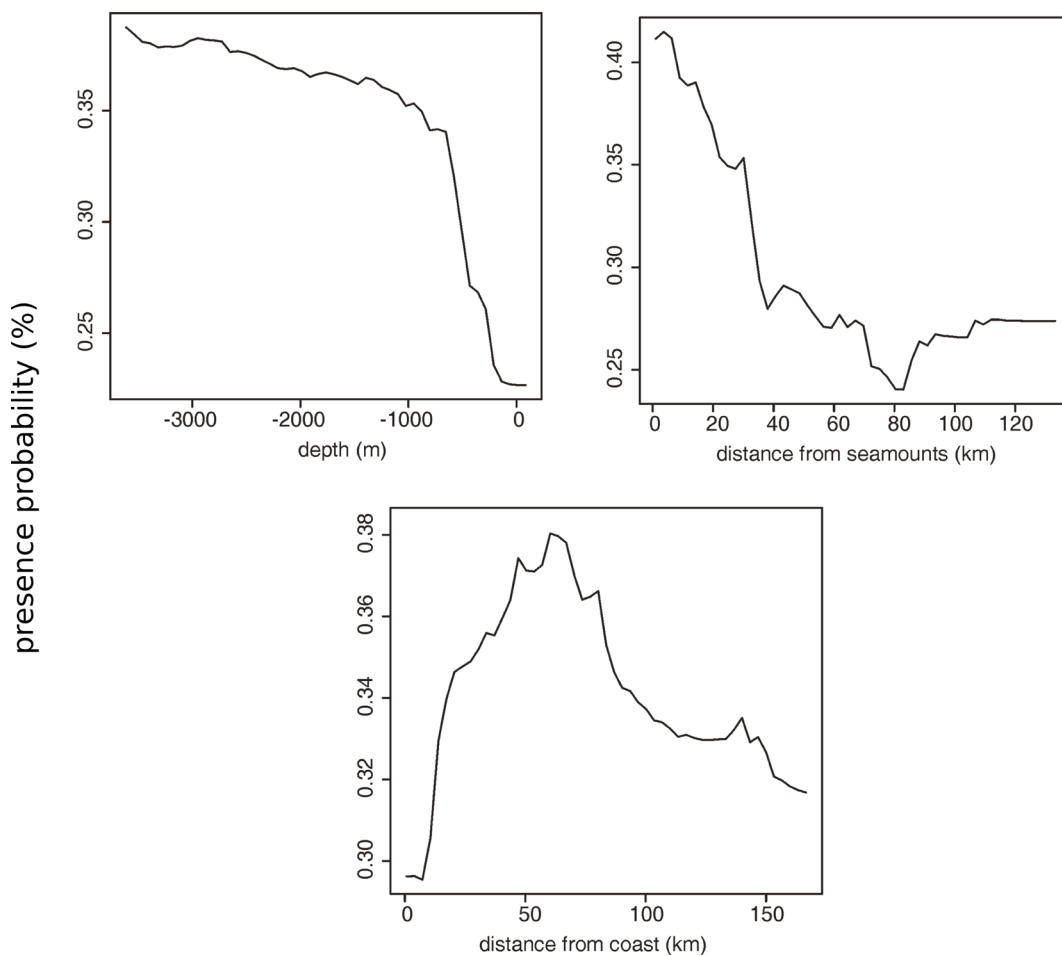 presence probability (%)
0.35
0.30
0.25
-3000 -2000 -1000 0
depth (m)
0.40
0.35
0.30
0.25
0 20 40 60 80 100 120
distance from seamounts (km)
0.38
0.36
0.34
0.32
0.30
0 50 100 150
distance from coast (km)